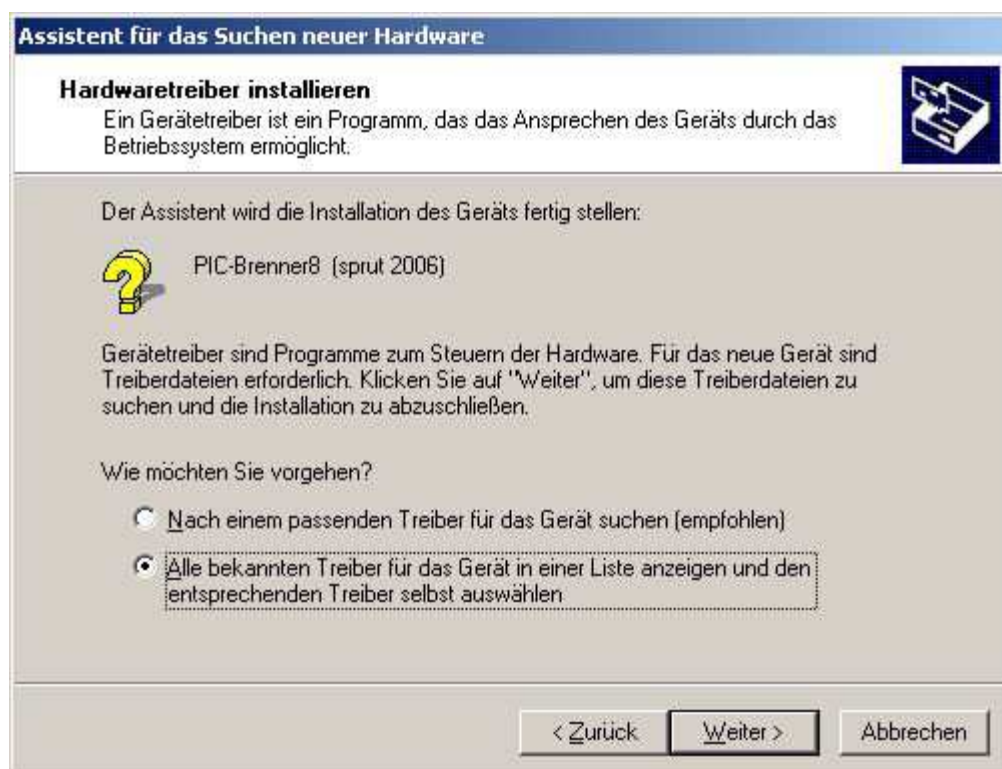 Assistent für das Suchen neuer Hardware
Hardwaretreiber installieren
Ein Gerätetreiber ist ein Programm, das das Ansprechen des Geräts durch das
Betriebssystem ermöglicht.
Der Assistent wird die Installation des Geräts fertig stellen:
PIC-Brenner8 (sprut 2006)
Gerätetreiber sind Programme zum Steuern der Hardware. Für das neue Gerät sind
Treiberdateien erforderlich. Klicken Sie auf "Weiter", um diese Treiberdateien zu
suchen und die Installation zu abzuschließen.
Wie möchten Sie vorgehen?
Nach einem passenden Treiber für das Gerät suchen (empfohlen)
Alle bekannten Treiber für das Gerät in einer Liste anzeigen und den
entsprechenden Treiber selbst auswählen
< Zurück Weiter > Abbrechen